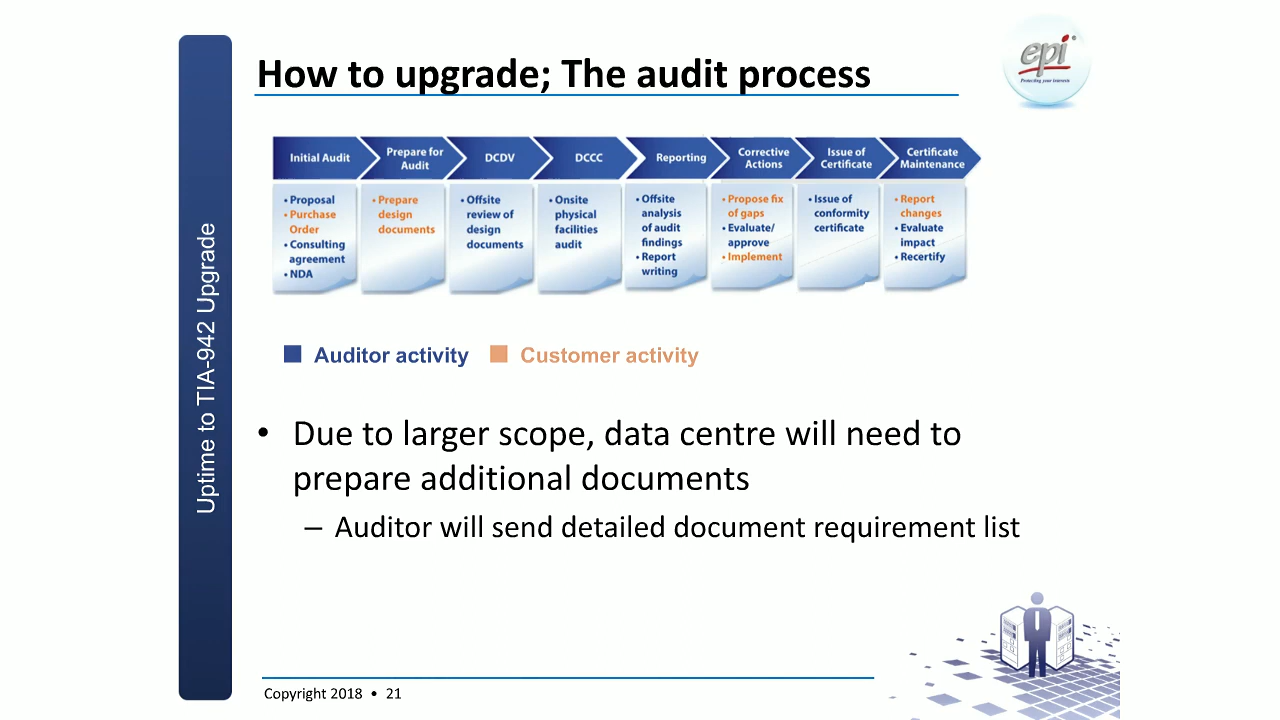 How to upgrade; The audit process
epi®
Protecting your interests
Uptime to TIA-942 Upgrade
Initial Audit
Prepare for
Audit
DCDV
DCCC
Reporting
Corrective
Actions
Issue of
Certificate
Certificate
Maintenance
• Proposal
• Purchase
Order
• Consulting
agreement
• NDA
• Prepare
design
documents
• Offsite
review of
design
documents
• Onsite
physical
facilities
audit
• Offsite
analysis
of audit
findings
• Report
writing
• Propose fix
of gaps
• Evaluate/
approve
• Implement
• Issue of
conformity
certificate
• Report
changes
• Evaluate
impact
• Recertify
Auditor activity
Customer activity
• Due to larger scope, data centre will need to
prepare additional documents
– Auditor will send detailed document requirement list
Copyright 2018 • 21